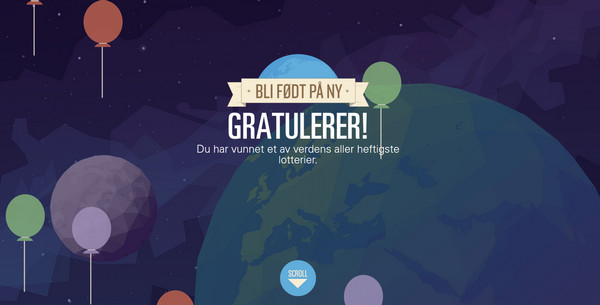 BLI FØDT PÅ NY
GRATULERER!
Du har vunnet et av verdens aller heftigste
lotterier.
SCROLL